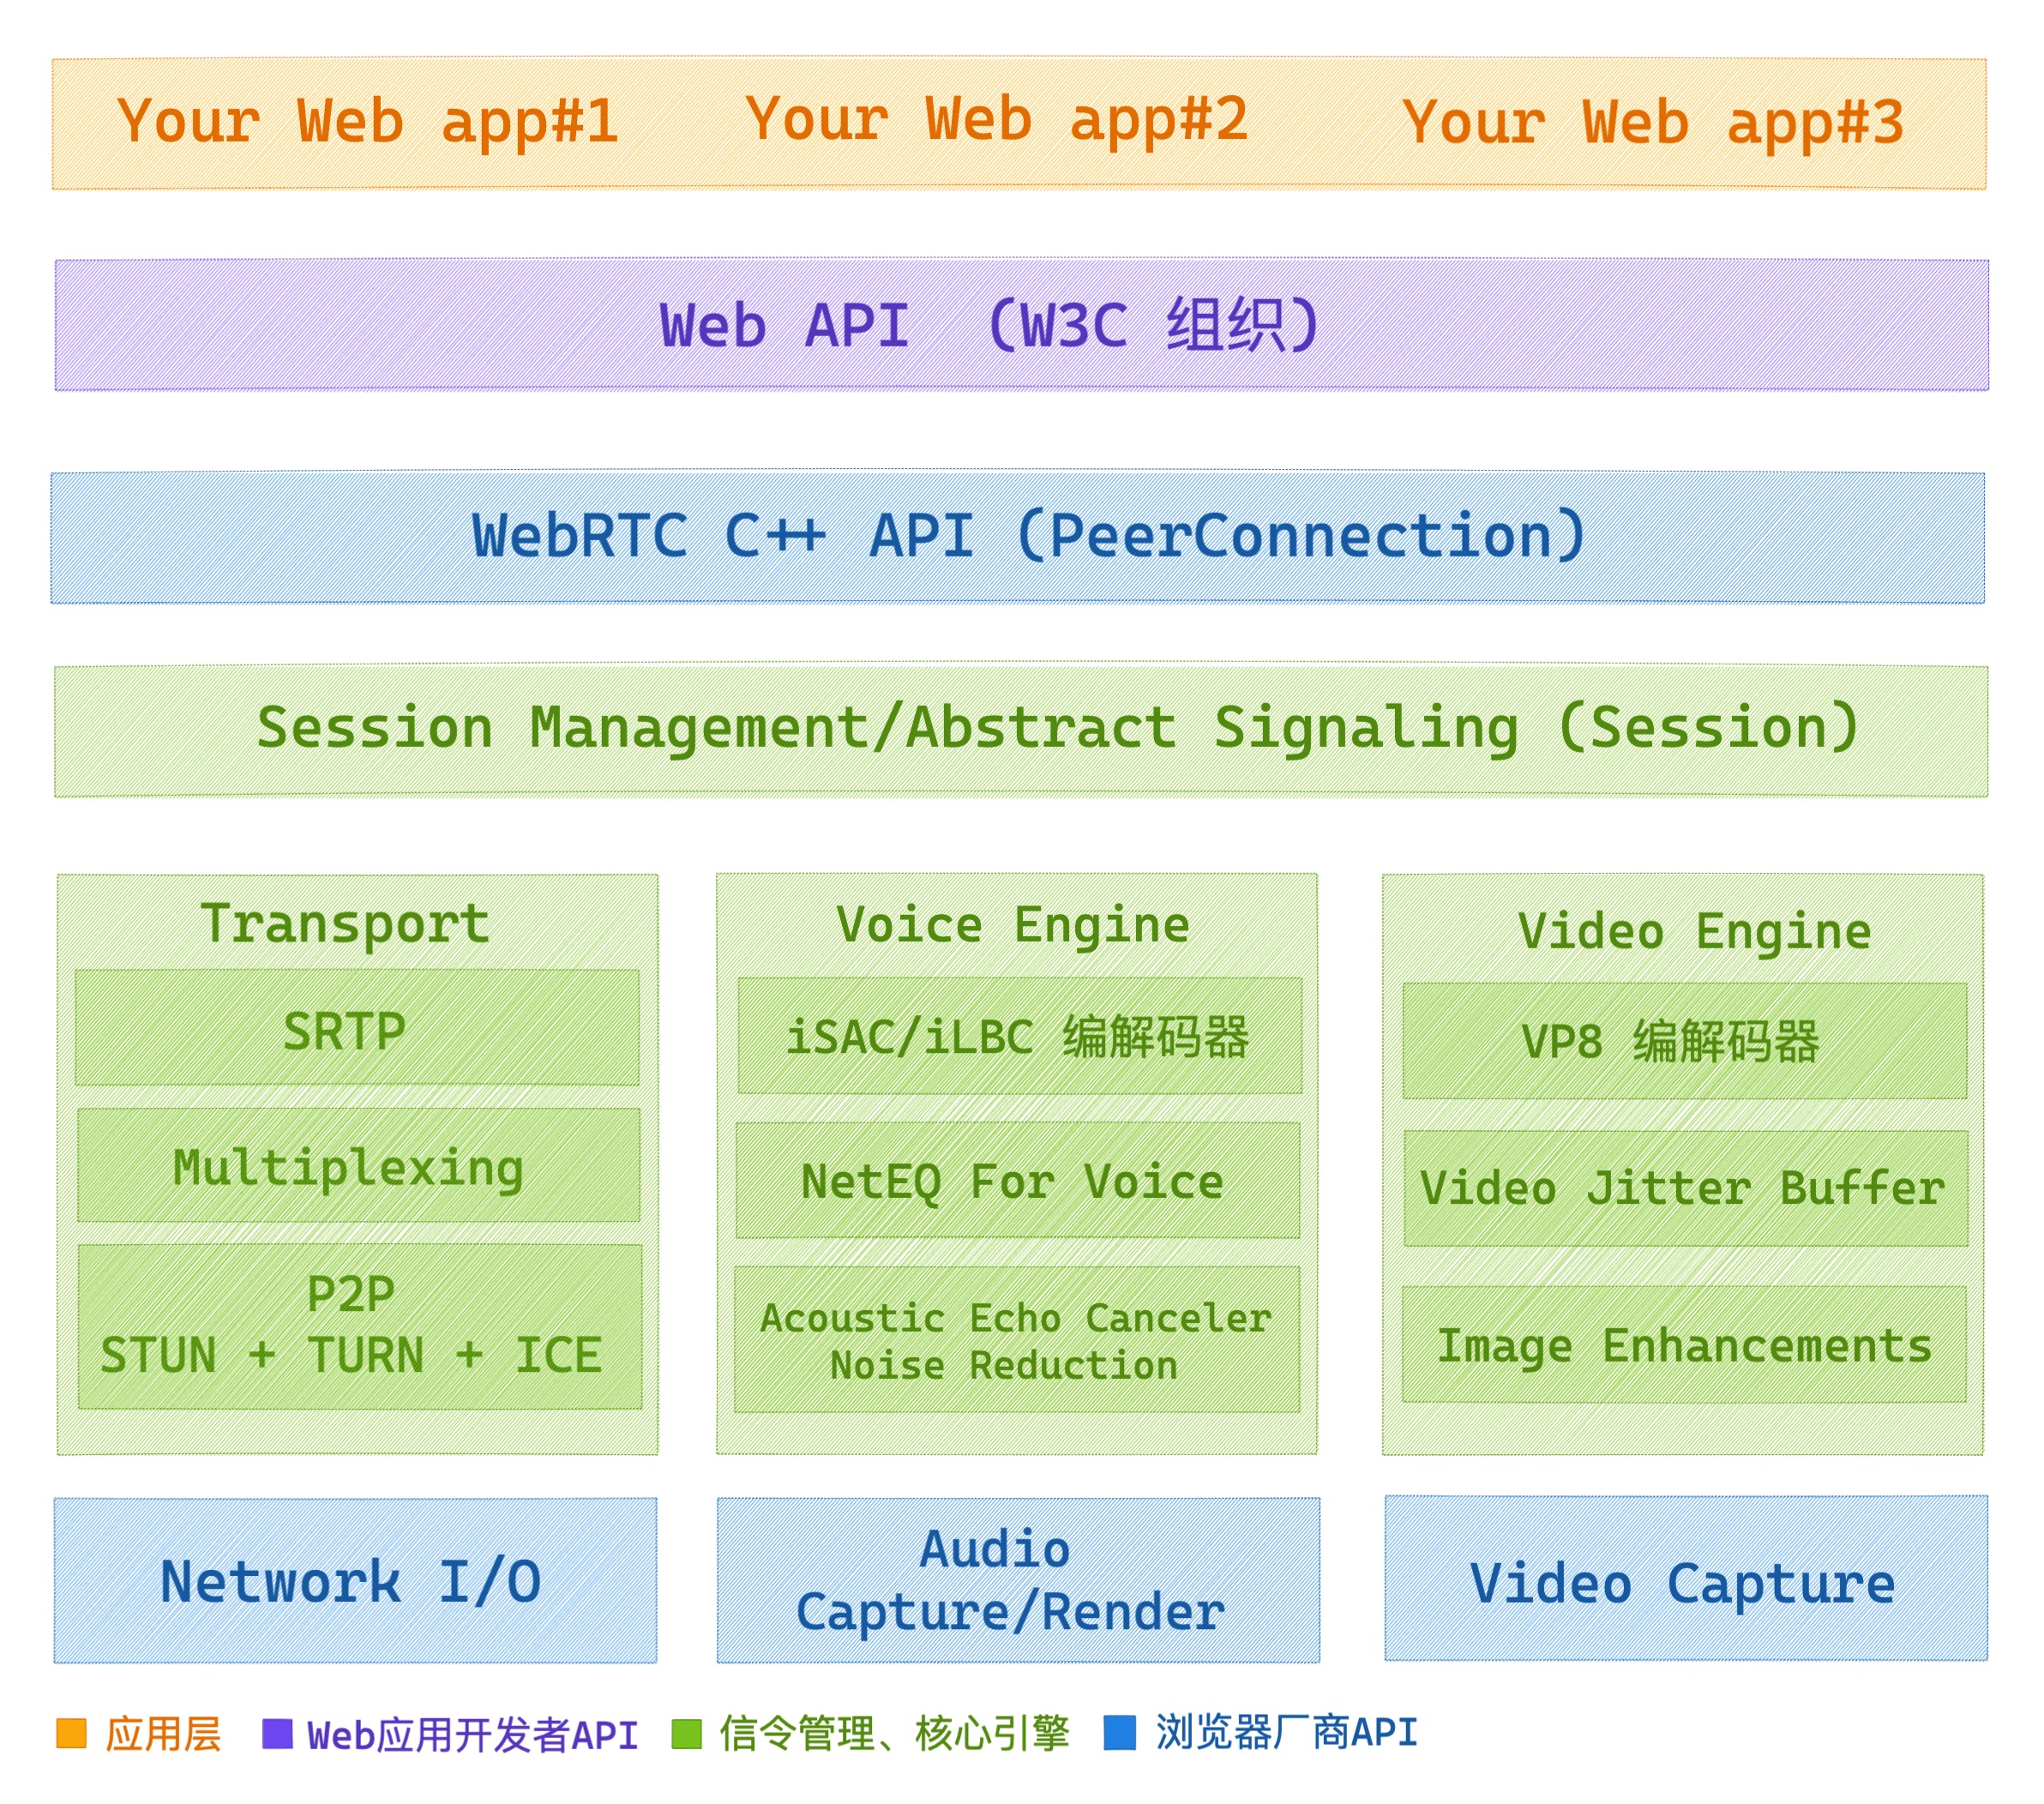 Your Web app#1
Your Web app#2
Your Web app#3
Web API （W3C 组织）
WebRTC C++ API (PeerConnection)
Session Management/Abstract Signaling (Session)
Transport
SRTP
Multiplexing
P2P
STUN + TURN + ICE
Voice Engine
iSAC/iLBC 编解码器
NetEQ For Voice
Acoustic Echo Canceler
Noise Reduction
Video Engine
VP8 编解码器
Video Jitter Buffer
Image Enhancements
Network I/O
Audio
Capture/Render
Video Capture
应用层
Web应用开发者API
信令管理、核心引擎
浏览器厂商API